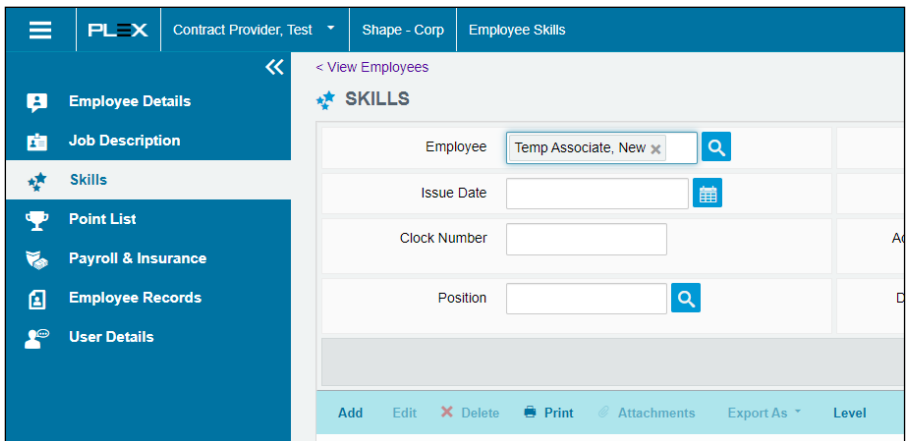 PLEX Contract Provider, Test Shape - Corp Employee Skills
Employee Details
Job Description
Skills
Point List
Payroll & Insurance
Employee Records
User Details
< View Employees
SKILLS
Employee Temp Associate, New
Issue Date
Clock Number
Position
Add Edit Delete Print Attachments Export As Level